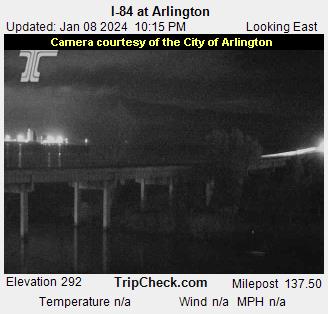 I-84 at Arlington
Updated: Jan 08 2024 10:15 PM Looking East
Camera courtesy of the City of Arlington
Elevation 292 TripCheck.com Milepost 137.50
Temperature n/a Wind n/a MPH n/a